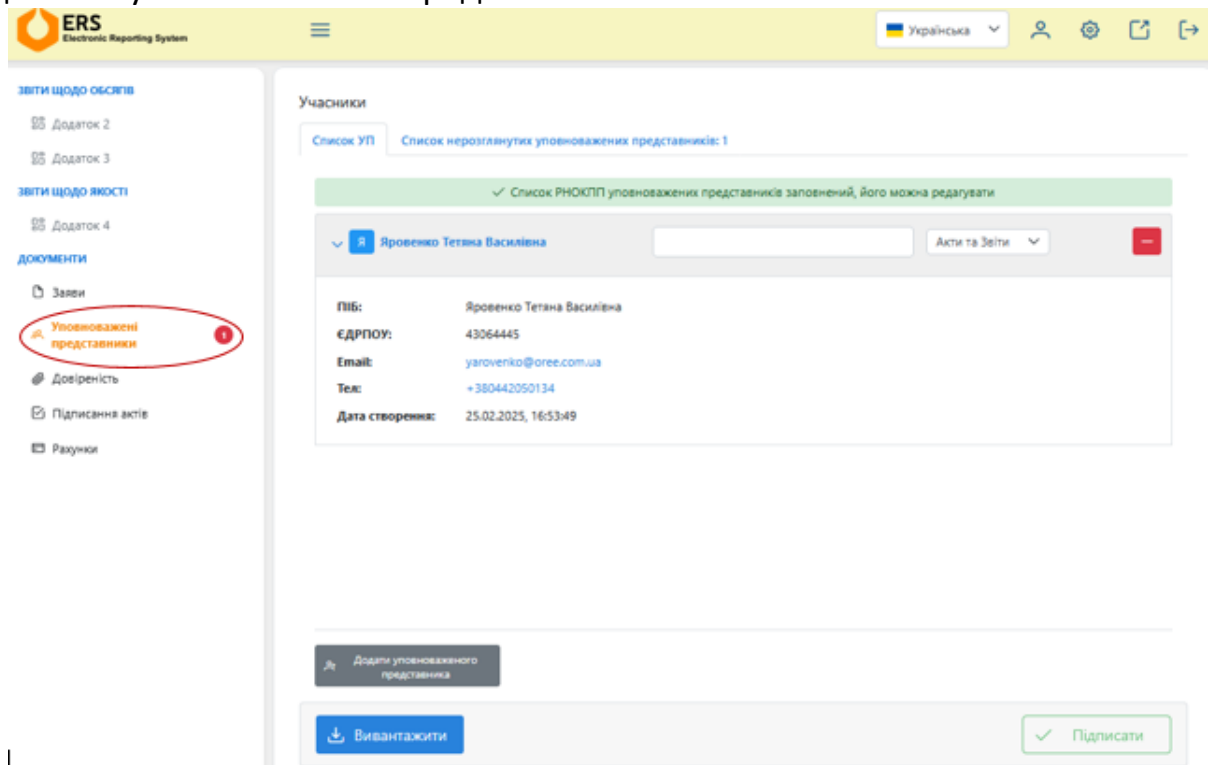 ERS
Electronic Reporting System
Українська
ЗВІТИ ЩОДО ОБСЯГІВ
Додаток 2
Додаток 3
ЗВІТИ ЩОДО ЯКОСТІ
Додаток 4
ДОКУМЕНТИ
Заяви
Уповноважені
представники
1
Довіреність
Підписання актів
Рахунки
Учасники
Список УП
Список нерозглянутих уповноважених представників: 1
Список РНОКПП уповноважених представників заповнений, його можна редагувати
Я Яровенко Тетяна Василівна
Акти та Звіти
ПІБ: Яровенко Тетяна Василівна
ЄДРПОУ: 43064445
Email: yarovenko@oree.com.ua
Тел: +380442050134
Дата створення: 25.02.2025, 16:53:49
Додати уповноваженого
представника
Вивантажити
Підписати